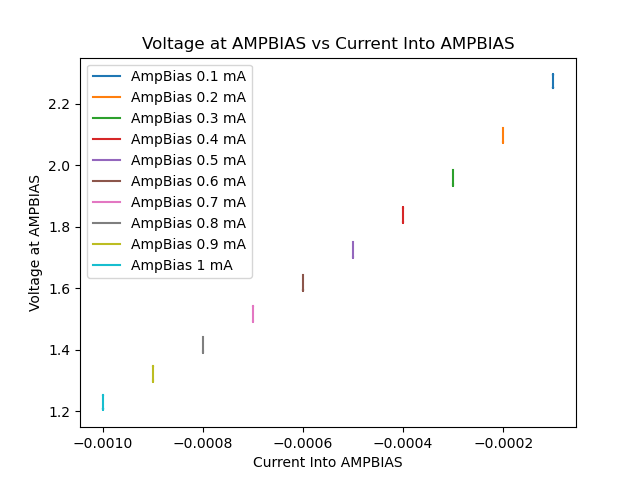 Voltage at AMPBIAS vs Current Into AMPBIAS
Voltage at AMPBIAS
2.2
2.0
1.8
1.6
1.4
1.2
AmpBias 0.1 mA
AmpBias 0.2 mA
AmpBias 0.3 mA
AmpBias 0.4 mA
AmpBias 0.5 mA
AmpBias 0.6 mA
AmpBias 0.7 mA
AmpBias 0.8 mA
AmpBias 0.9 mA
AmpBias 1 mA
−0.0010 −0.0008 −0.0006 −0.0004 −0.0002
Current Into AMPBIAS